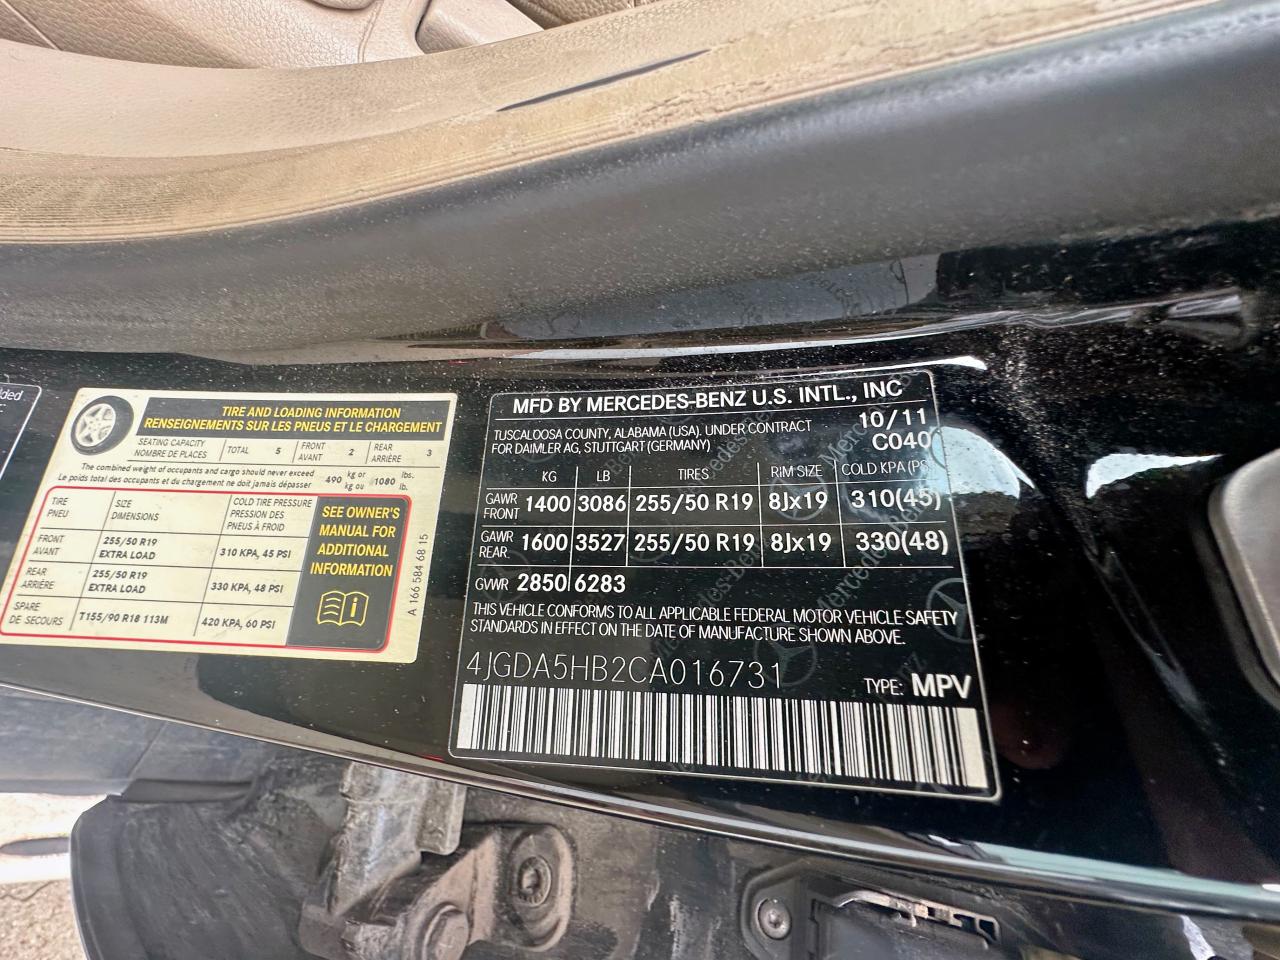 TIRE AND LOADING INFORMATION
RENSEIGNEMENTS SUR LES PNEUS ET LE CHARGEMENT
SEATING CAPACITY
NOMBRE DE PLACES
TOTAL 5
FRONT
AVANT 2
REAR
ARRIÈRE 3
The combined weight of occupants and cargo should never exceed 490 kg or 1080 lbs.
Le poids total des occupants et du chargement ne doit jamais dépasser kg ou lb.
TIRE
PNEU
SIZE
DIMENSIONS
COLD TIRE PRESSURE
PRESSION DES
PNEUS À FROID
FRONT
AVANT
255/50 R19
EXTRA LOAD
310 KPA, 45 PSI
REAR
ARRIÈRE
255/50 R19
EXTRA LOAD
330 KPA, 48 PSI
SPARE
DE SECOURS
T155/90 R18 113M
420 KPA, 60 PSI
SEE OWNER'S
MANUAL FOR
ADDITIONAL
INFORMATION
A 166 584 68 15
MFD BY MERCEDES-BENZ U.S. INTL., INC
TUSCALOOSA COUNTY, ALABAMA (USA). UNDER CONTRACT
FOR DAIMLER AG, STUTTGART (GERMANY)
10/11
C040
KG LB TIRES RIM SIZE COLD KPA (PSI)
GAWR
FRONT 1400 3086 255/50 R19 8Jx19 310(45)
GAWR
REAR. 1600 3527 255/50 R19 8Jx19 330(48)
GVWR 2850 6283
THIS VEHICLE CONFORMS TO ALL APPLICABLE FEDERAL MOTOR VEHICLE SAFETY
STANDARDS IN EFFECT ON THE DATE OF MANUFACTURE SHOWN ABOVE.
4JGDA5HB2CA016731
TYPE: MPV